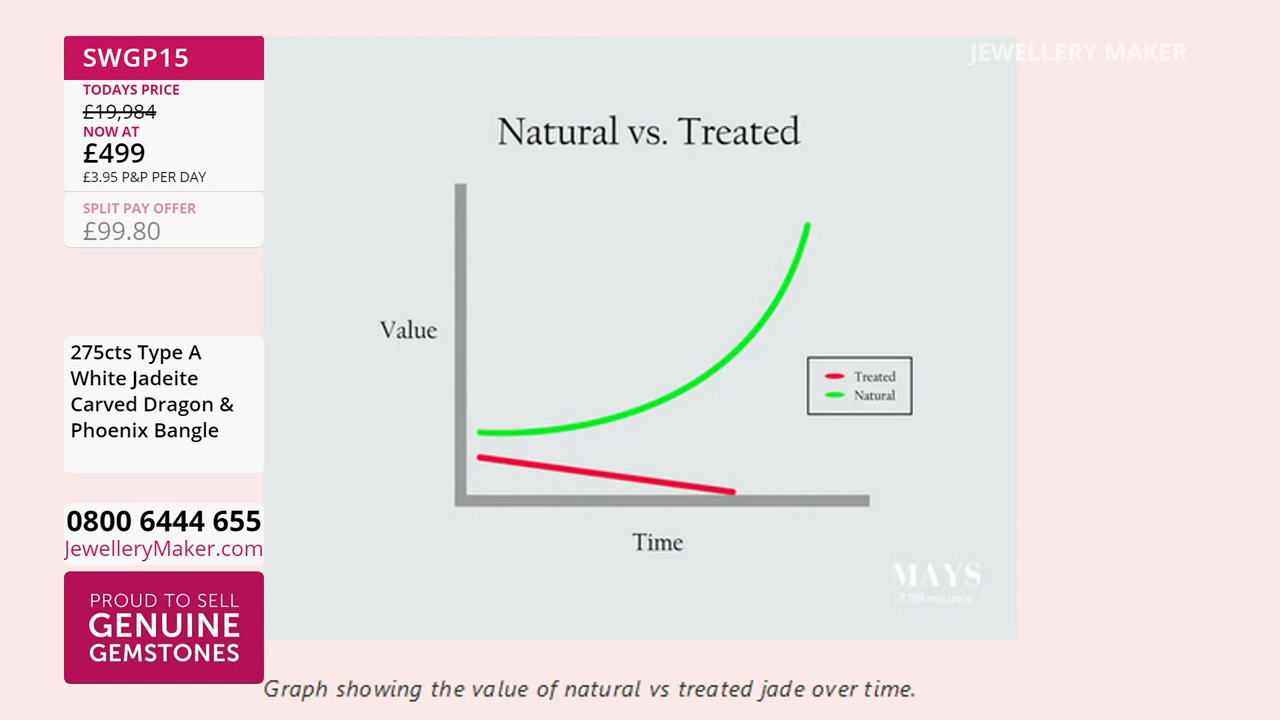 SWGP15
TODAYS PRICE
£19,984
NOW AT
£499
£3.95 P&P PER DAY
SPLIT PAY OFFER
£99.80
275cts Type A
White Jadeite
Carved Dragon &
Phoenix Bangle
0800 6444 655
JewelleryMaker.com
PROUD TO SELL
GENUINE
GEMSTONES
JEWELLERY MAKER
Natural vs. Treated
Value
Treated
Natural
Time
MAYS
Graph showing the value of natural vs treated jade over time.